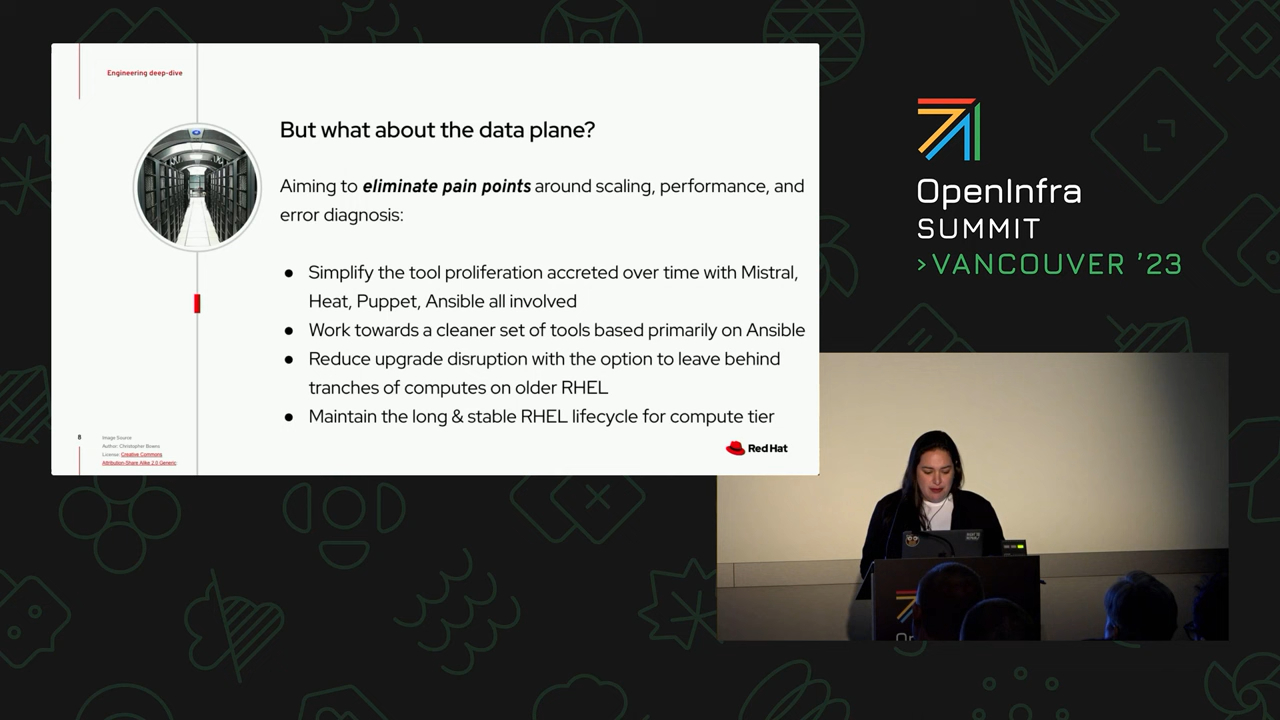 Engineering deep-dive
But what about the data plane?
Aiming to eliminate pain points around scaling, performance, and
error diagnosis:
● Simplify the tool proliferation accreted over time with Mistral,
Heat, Puppet, Ansible all involved
● Work towards a cleaner set of tools based primarily on Ansible
● Reduce upgrade disruption with the option to leave behind
tranches of computes on older RHEL
● Maintain the long & stable RHEL lifecycle for compute tier
8
Image Source
Author: Christopher Bowns
License: Creative Commons
Attribution-Share Alike 2.0 Generic
Red Hat
OpenInfra
SUMMIT
>VANCOUVER '23